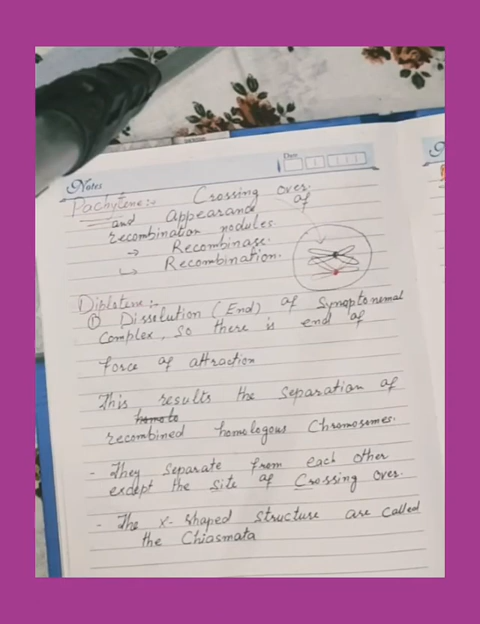 Notes
Date
Pachytene:- Crossing over.
and Appearance of
recombination nodules.
→ Recombinase.
↳ Recombination.
Diplotene:-
① Dissolution (End) of Synaptonemal
Complex, so there is end of
force of attraction
This results the separation of
homolo
recombined homologous Chromosomes.
- They separate from each other
except the site of Crossing over.
- The x-shaped structure are called
the Chiasmata